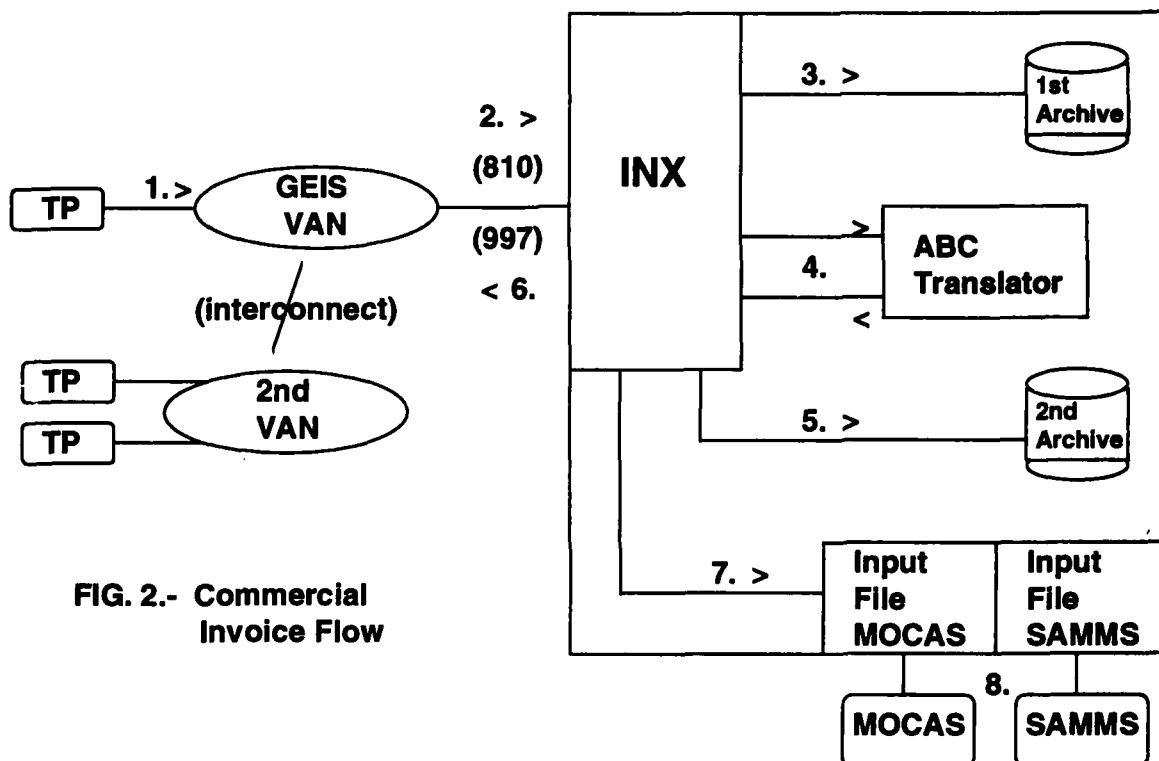 3. >
1st
Archive
2. >
(810)
INX
TP
1. >
GEIS
VAN
(997)
< 6.
>
ABC
Translator
4.
<
(interconnect)
TP
2nd
VAN
TP
5. >
2nd
Archive
FIG. 2.- Commercial
Invoice Flow
7. >
Input
File
MOCAS
Input
File
SAMMS
8.
MOCAS
SAMMS